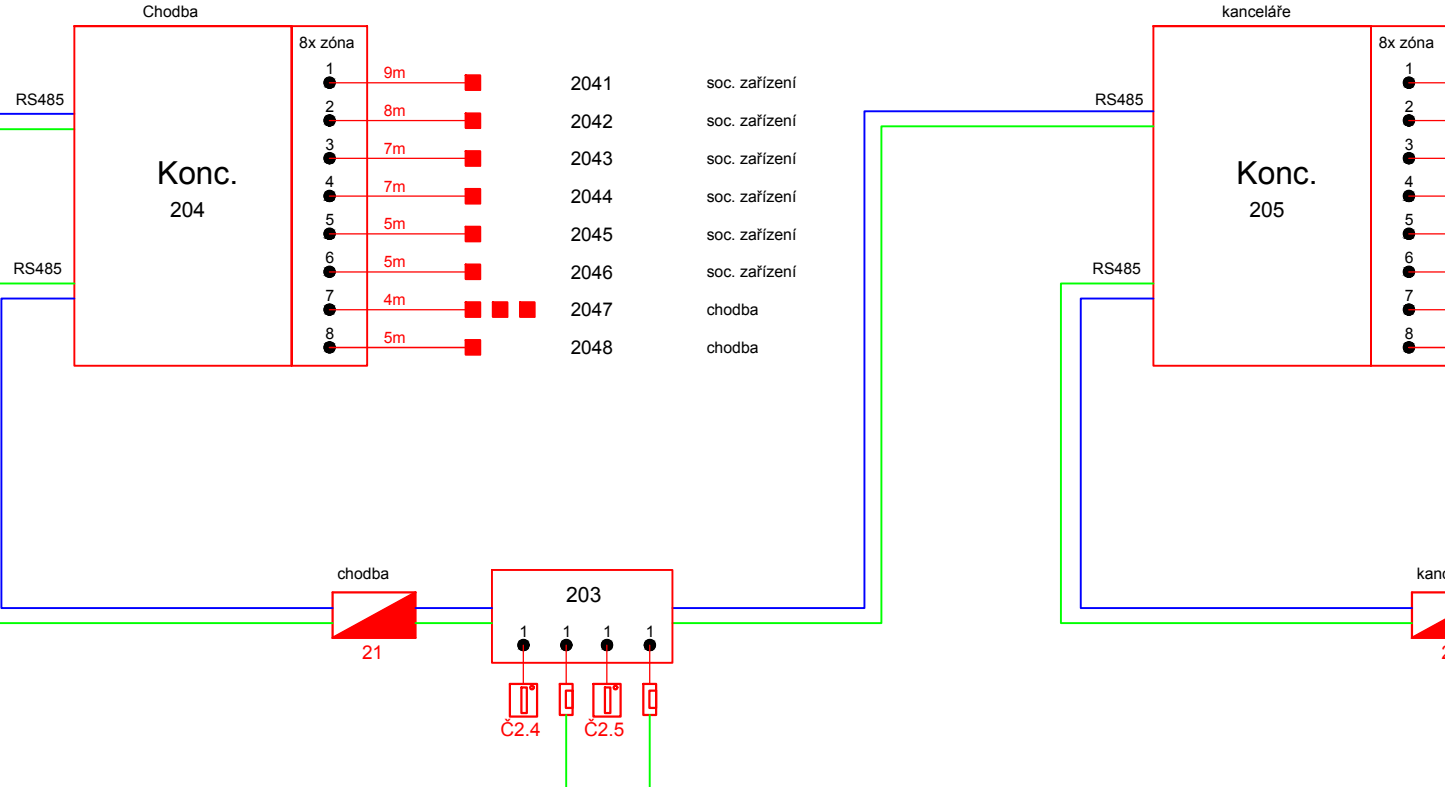 Chodba
kanceláře
8x zóna
8x zóna
RS485
RS485
Konc.
204
1
9m
2041
soc. zařízení
2
8m
2042
soc. zařízení
3
7m
2043
soc. zařízení
4
7m
2044
soc. zařízení
5
5m
2045
soc. zařízení
6
5m
2046
soc. zařízení
7
4m
2047
chodba
8
5m
2048
chodba
RS485
RS485
Konc.
205
1
2
3
4
5
6
7
8
chodba
21
203
1
1
1
1
Č2.4
Č2.5